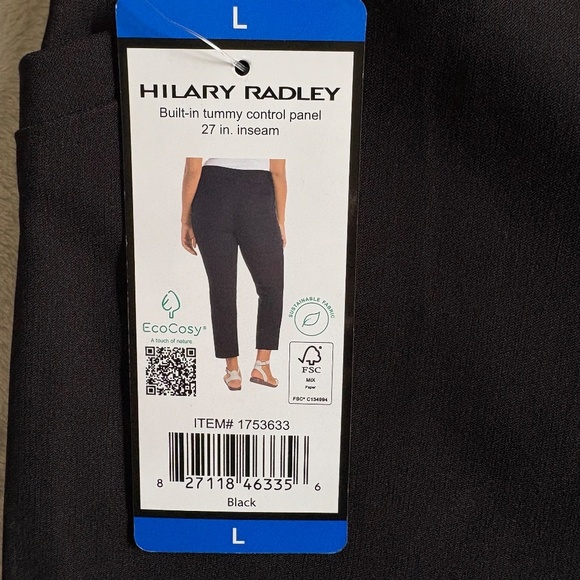 L
HILARY RADLEY
Built-in tummy control panel
27 in. inseam
EcoCosy®
A touch of nature
SUSTAINABLE FABRIC
FSC
MIX
Paper
FSC® C134994
ITEM# 1753633
8 27118 46335 6
Black
L